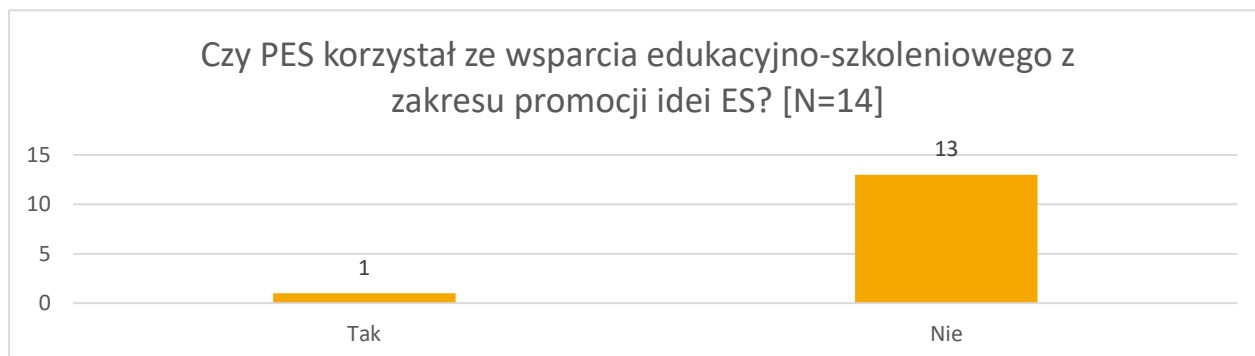 Czy PES korzystał ze wsparcia edukacyjno-szkoleniowego z
zakresu promocji idei ES? [N=14]
15
10
5
0
1
13
Tak
Nie